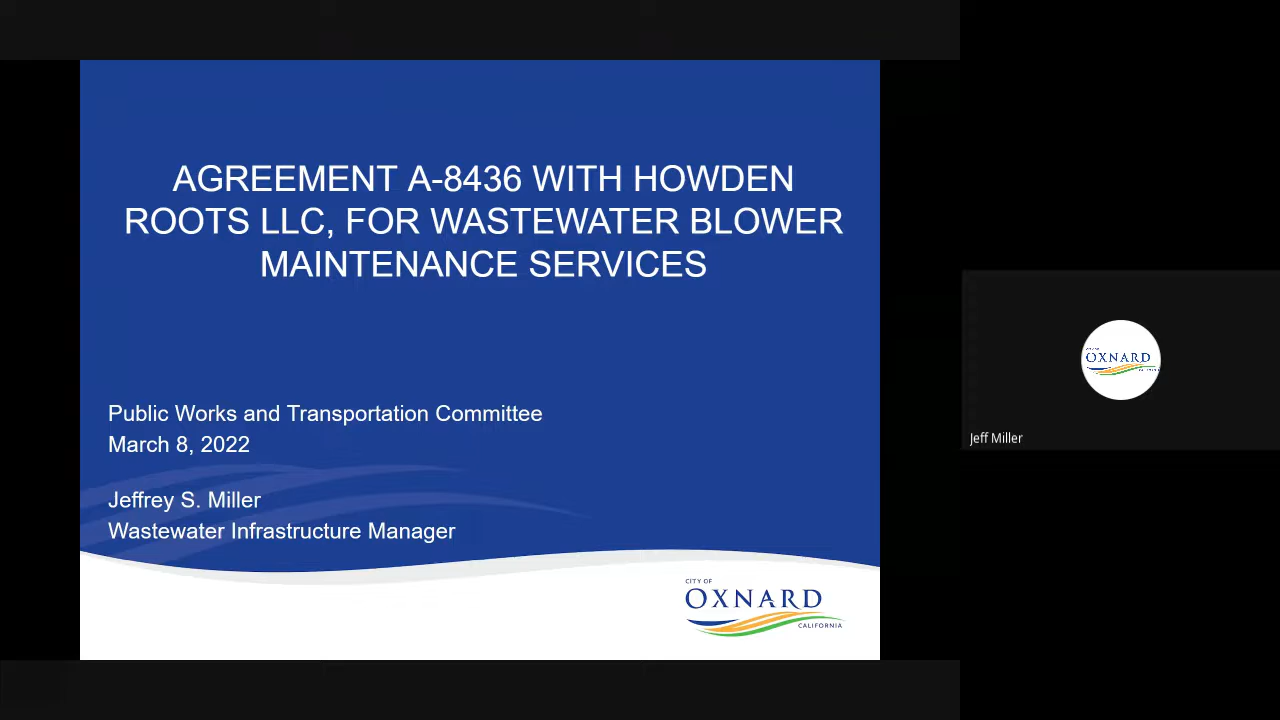 AGREEMENT A-8436 WITH HOWDEN
ROOTS LLC, FOR WASTEWATER BLOWER
MAINTENANCE SERVICES
Public Works and Transportation Committee
March 8, 2022
Jeffrey S. Miller
Wastewater Infrastructure Manager
CITY OF
OXNARD
CALIFORNIA
OXNARD
Jeff Miller